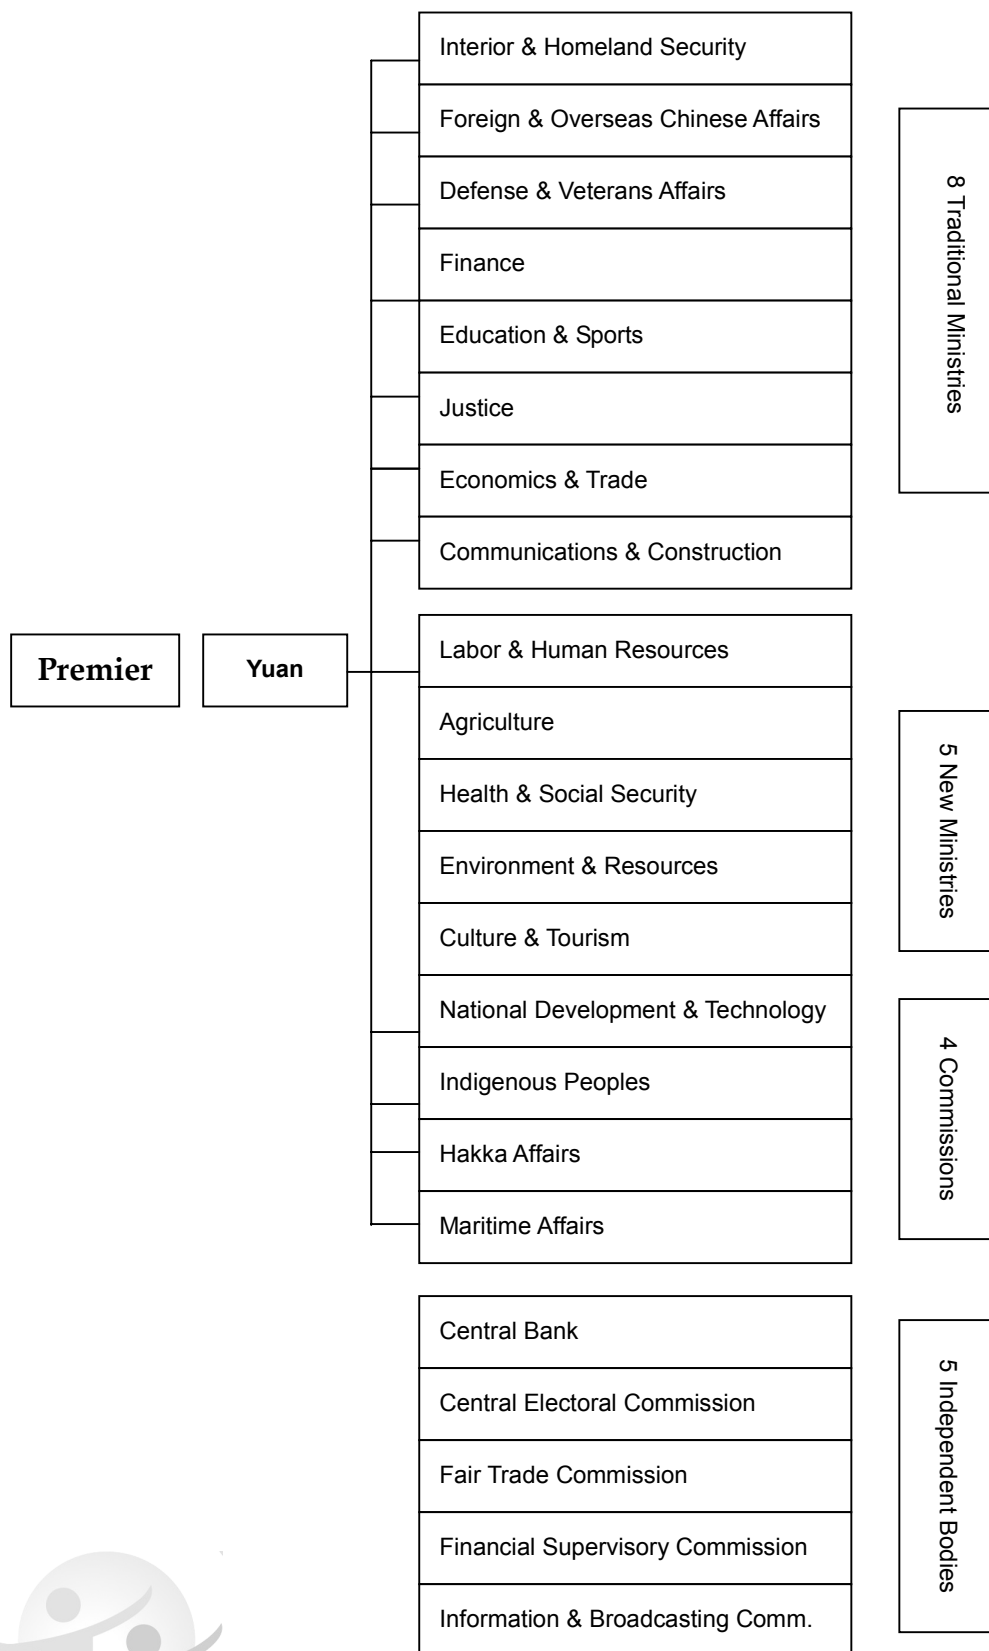 Interior & Homeland Security
Foreign & Overseas Chinese Affairs
Defense & Veterans Affairs
Finance
Education & Sports
Justice
Economics & Trade
Communications & Construction
8 Traditional Ministries
Premier
Yuan
Labor & Human Resources
Agriculture
Health & Social Security
Environment & Resources
Culture & Tourism
5 New Ministries
National Development & Technology
Indigenous Peoples
Hakka Affairs
Maritime Affairs
4 Commissions
Central Bank
Central Electoral Commission
Fair Trade Commission
Financial Supervisory Commission
Information & Broadcasting Comm.
5 Independent Bodies